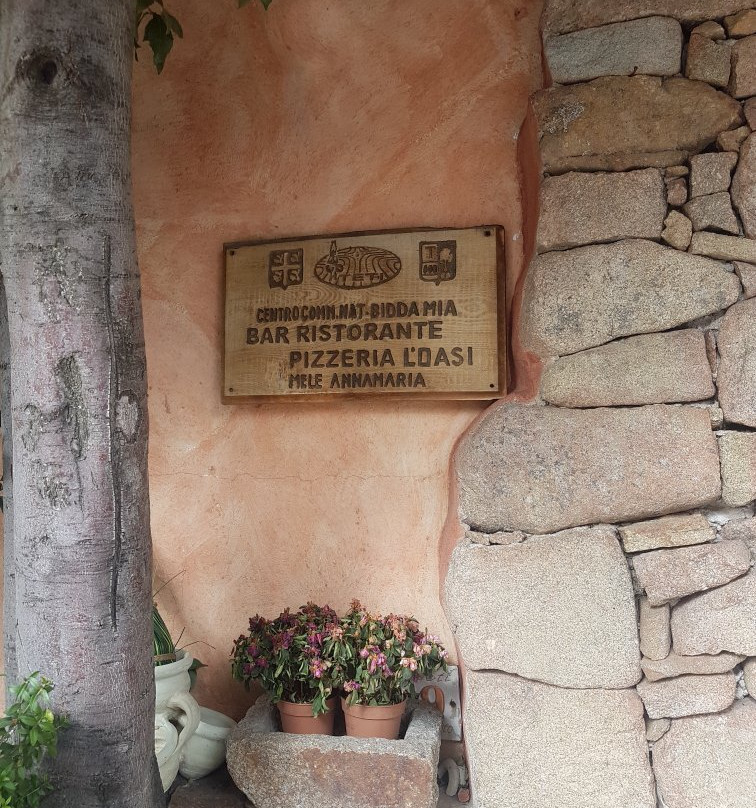 CENTRO COMM.NAT-BIDDA MIA
BAR RISTORANTE
PIZZERIA L'OASI
MELE ANNAMARIA